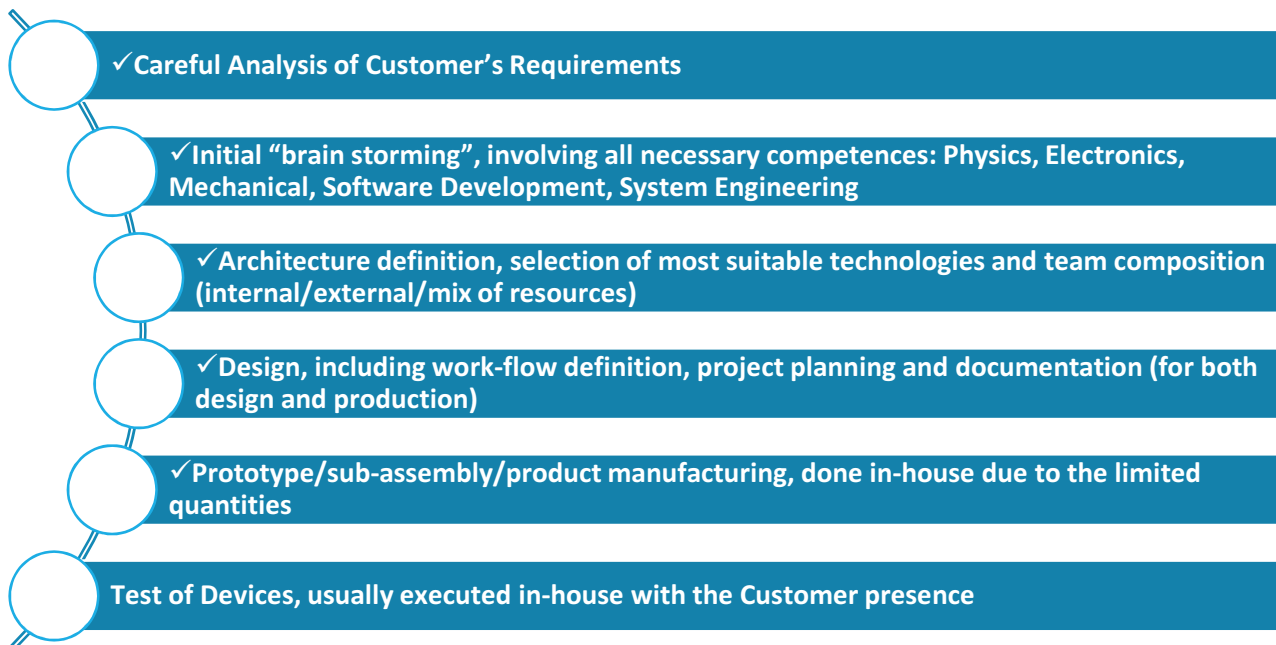 ✓Careful Analysis of Customer’s Requirements
✓Initial “brain storming”, involving all necessary competences: Physics, Electronics,
Mechanical, Software Development, System Engineering
✓Architecture definition, selection of most suitable technologies and team composition
(internal/external/mix of resources)
✓Design, including work-flow definition, project planning and documentation (for both
design and production)
✓Prototype/sub-assembly/product manufacturing, done in-house due to the limited
quantities
Test of Devices, usually executed in-house with the Customer presence